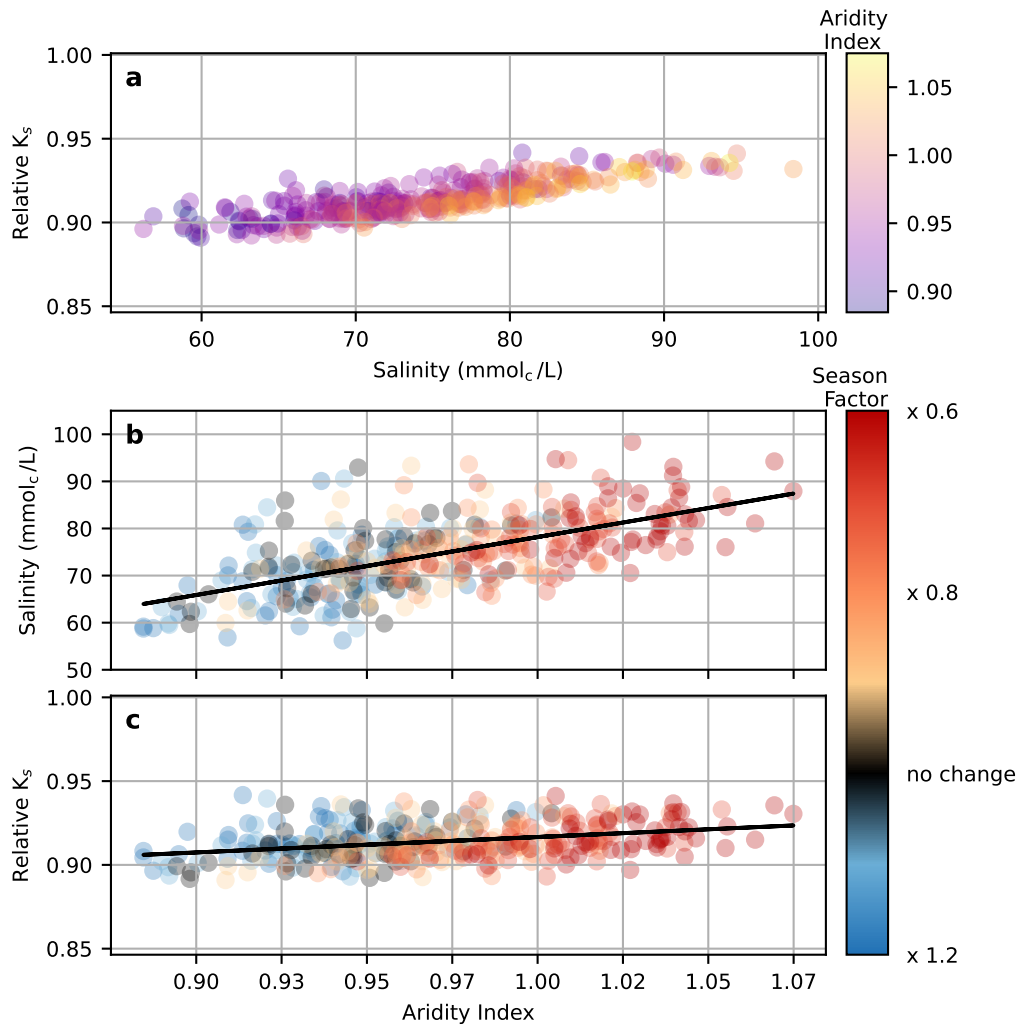 Aridity
Index
1.00
a
0.95
0.90
0.85
Relative Ks
1.05
1.00
0.95
0.90
60 70 80 90 100
Salinity (mmolc/L)
Season
Factor
b
100
90
80
70
60
50
Salinity (mmolc/L)
x 0.6
x 0.8
no change
x 1.2
c
1.00
0.95
0.90
0.85
Relative Ks
0.90 0.93 0.95 0.97 1.00 1.02 1.05 1.07
Aridity Index